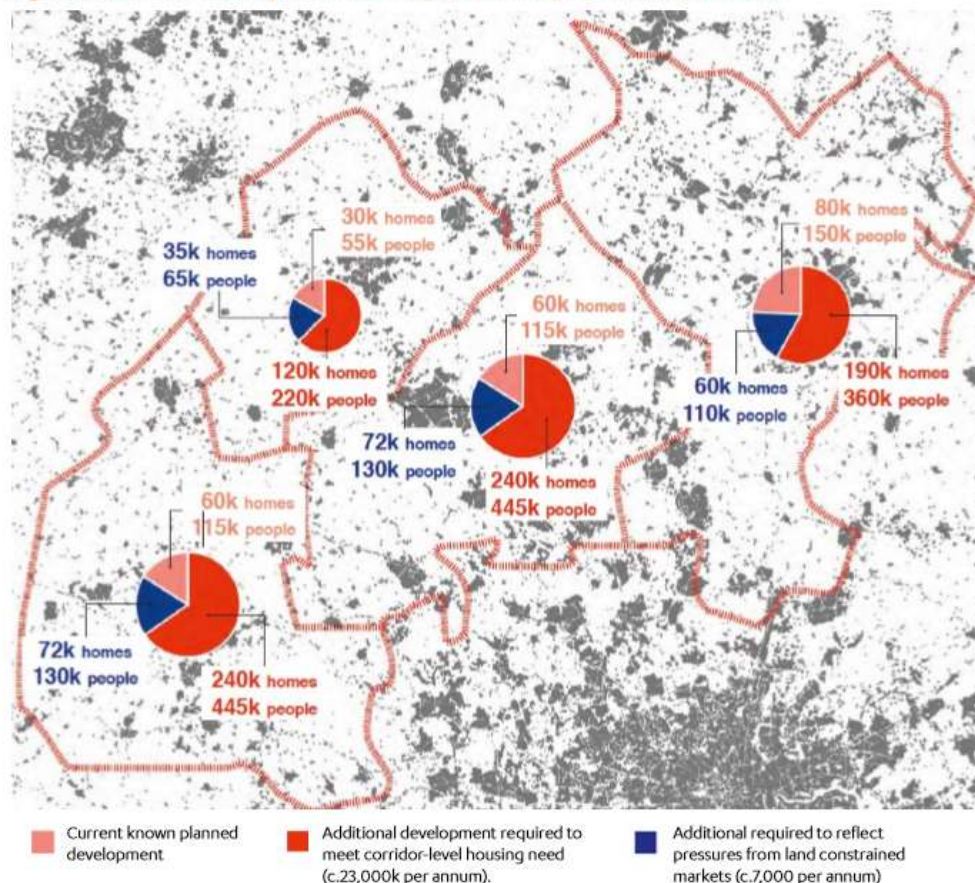 30k homes
55k people
35k homes
65k people
120k homes
220k people
80k homes
150k people
60k homes
110k people
190k homes
360k people
60k homes
115k people
72k homes
130k people
240k homes
445k people
60k homes
115k people
72k homes
130k people
240k homes
445k people
Current known planned
development
Additional development required to
meet corridor-level housing need
(c.23,000k per annum).
Additional required to reflect
pressures from land constrained
markets (c.7,000 per annum)